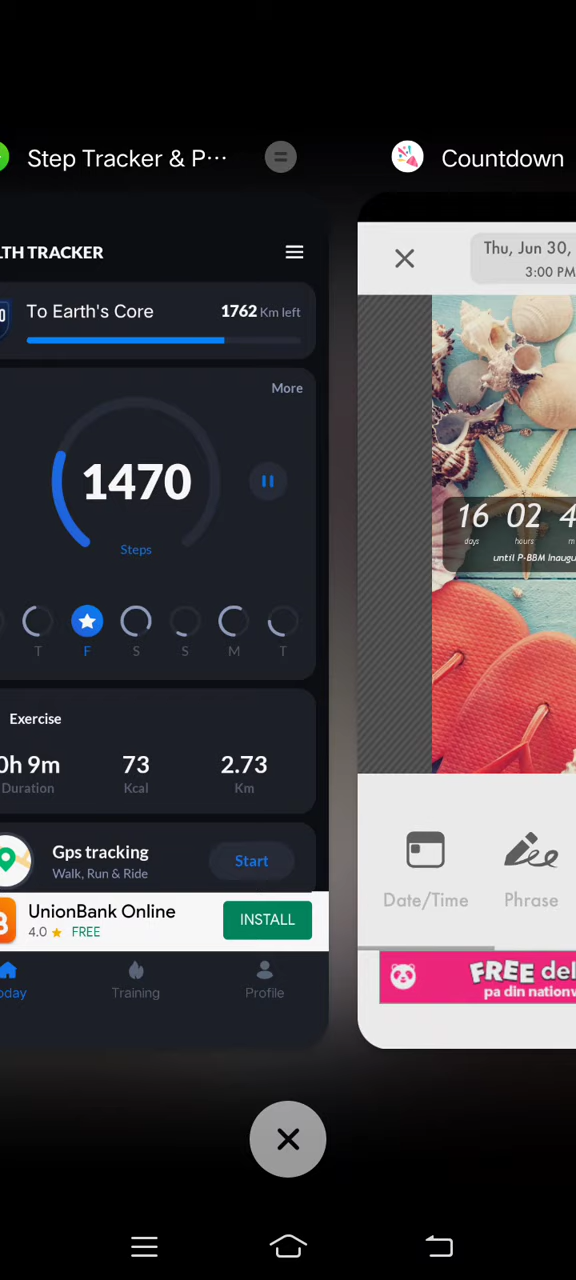 Step Tracker & P···
LTH TRACKER
To Earth's Core
1762 Km left
More
1470
Steps
T F S S M T
Exercise
0h 9m 73 2.73
Duration Kcal Km
Gps tracking
Walk, Run & Ride
Start
UnionBank Online
4.0 ★ FREE
INSTALL
oday Training Profile
Countdown
Thu, Jun 30,
3:00 PM
16 02 4
days hours m
until P-BBM Inaugu
Date/Time Phrase
FREE del
pa din nationw